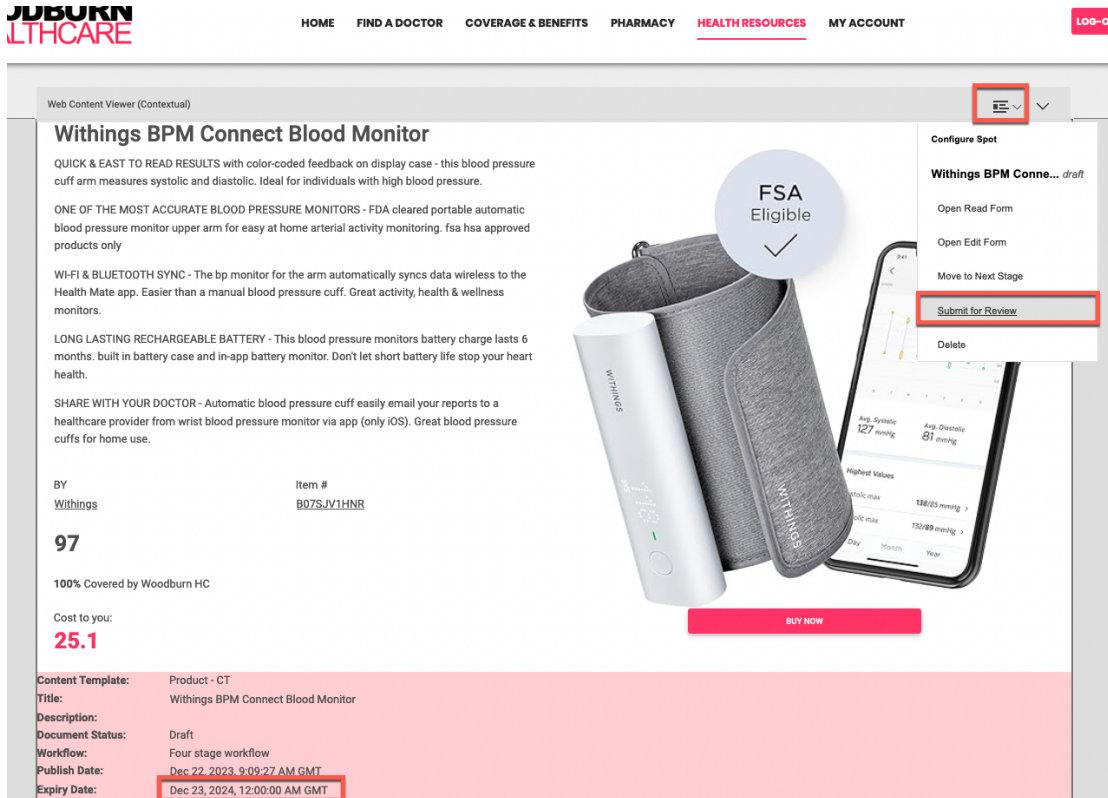 ODBURN
LTHCARE
HOME FIND A DOCTOR COVERAGE & BENEFITS PHARMACY HEALTH RESOURCES MY ACCOUNT
LOG-O
Web Content Viewer (Contextual)
Configure Spot
Withings BPM Conne... draft
Open Read Form
Open Edit Form
Move to Next Stage
Submit for Review
Delete
Withings BPM Connect Blood Monitor
QUICK & EAST TO READ RESULTS with color-coded feedback on display case - this blood pressure
cuff arm measures systolic and diastolic. Ideal for individuals with high blood pressure.
ONE OF THE MOST ACCURATE BLOOD PRESSURE MONITORS - FDA cleared portable automatic
blood pressure monitor upper arm for easy at home arterial activity monitoring. fsa hsa approved
products only
WI-FI & BLUETOOTH SYNC - The bp monitor for the arm automatically syncs data wireless to the
Health Mate app. Easier than a manual blood pressure cuff. Great activity, health & wellness
monitors.
LONG LASTING RECHARGEABLE BATTERY - This blood pressure monitors battery charge lasts 6
months. built in battery case and in-app battery monitor. Don't let short battery life stop your heart
health.
SHARE WITH YOUR DOCTOR - Automatic blood pressure cuff easily email your reports to a
healthcare provider from wrist blood pressure monitor via app (only iOS). Great blood pressure
cuffs for home use.
BY Item #
Withings B07SJV1HNR
97
100% Covered by Woodburn HC
Cost to you:
25.1
FSA
Eligible
WITHINGS
WITHINGS
SYS
9:41
Avg. Systolic Avg. Diastolic
127 mmHg 81 mmHg
Highest Values
stolic max 138/85 mmHg
olic max 132/89 mmHg
Day Month Year
BUY NOW
Content Template: Product - CT
Title: Withings BPM Connect Blood Monitor
Description:
Document Status: Draft
Workflow: Four stage workflow
Publish Date: Dec 22, 2023, 9:09:27 AM GMT
Expiry Date: Dec 23, 2024, 12:00:00 AM GMT